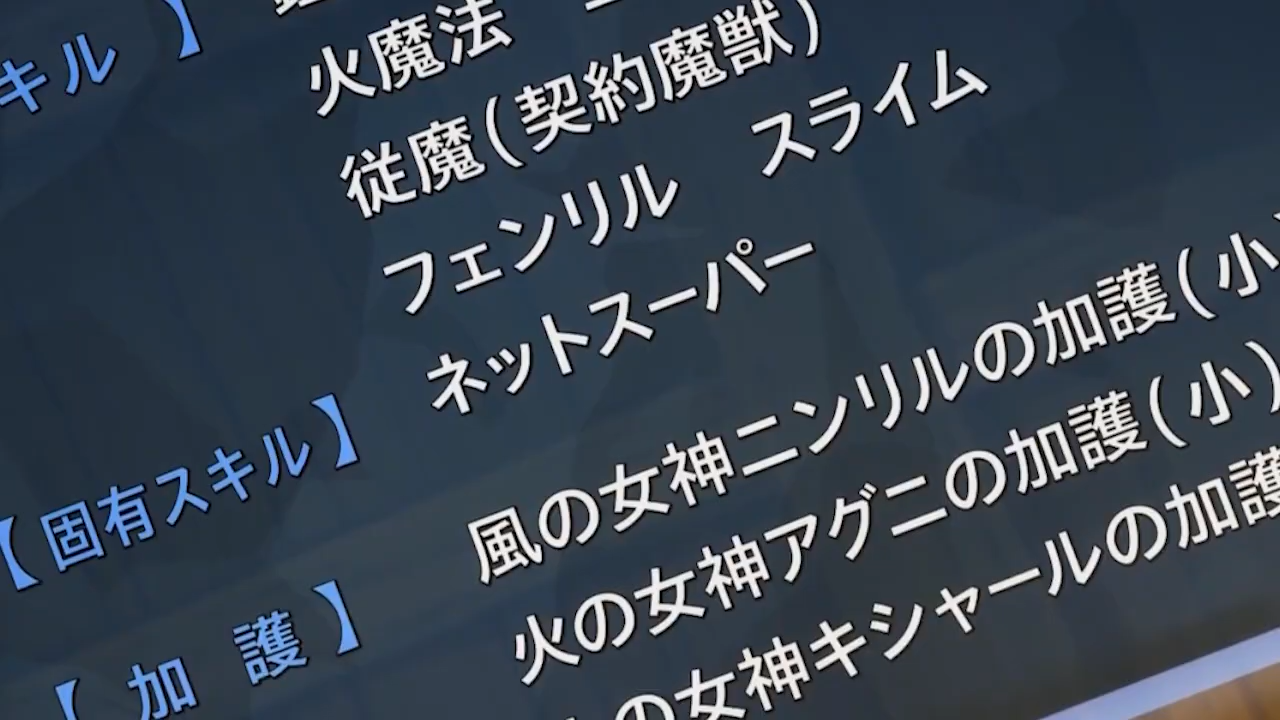 キル 】
火魔法
従魔(契約魔獣)
フェンリル スライム
【固有スキル】 ネットスーパー
【 加 護 】 風の女神ニンリルの加護(小
火の女神アグニの加護(小)
の女神キシャールの加護